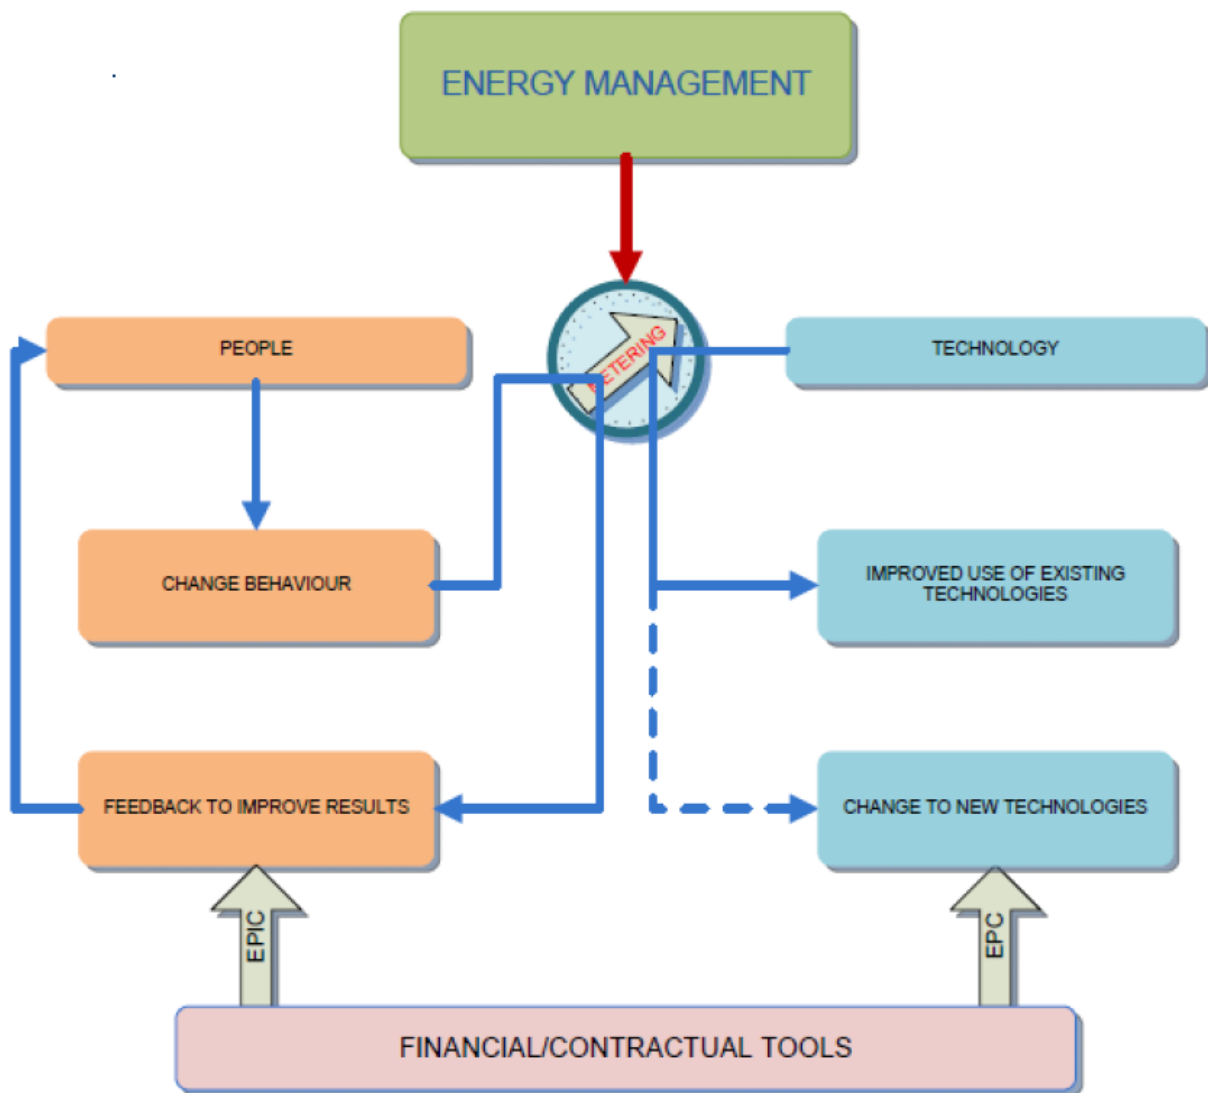 ENERGY MANAGEMENT
PEOPLE
METERING
TECHNOLOGY
CHANGE BEHAVIOUR
IMPROVED USE OF EXISTING
TECHNOLOGIES
FEEDBACK TO IMPROVE RESULTS
CHANGE TO NEW TECHNOLOGIES
EPIC
EPC
FINANCIAL/CONTRACTUAL TOOLS